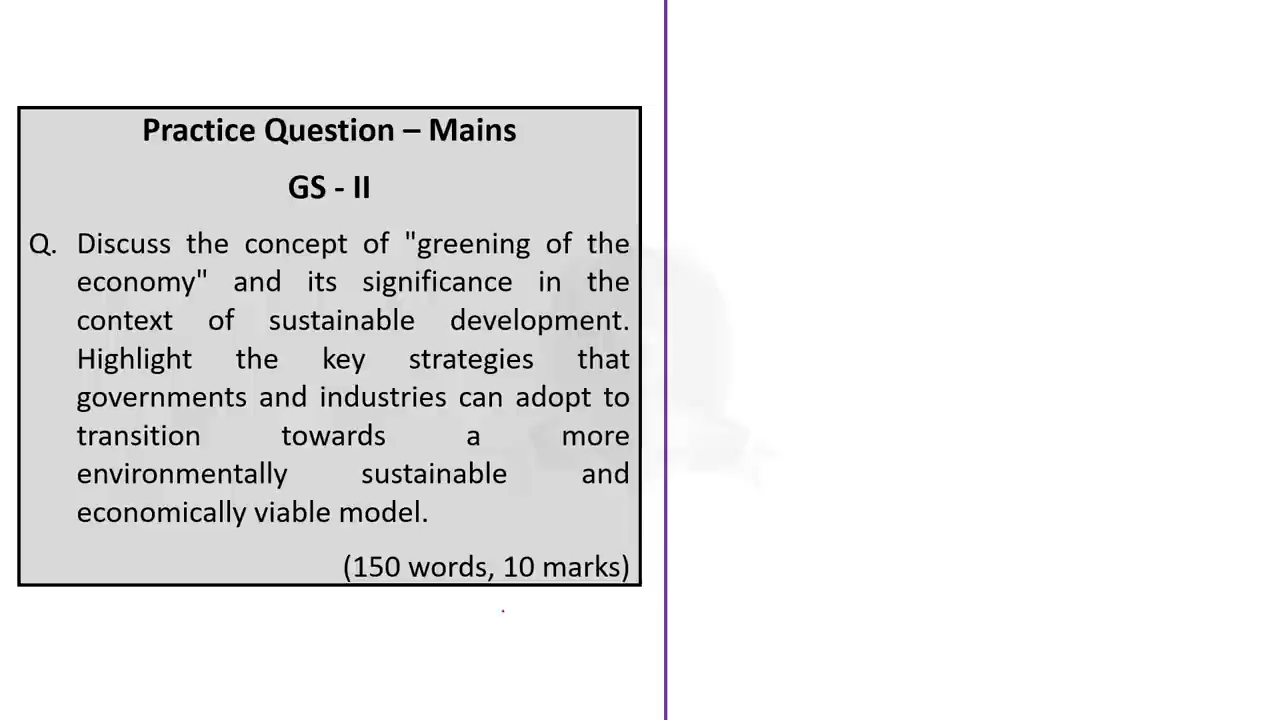 Practice Question – Mains
GS - II
Q. Discuss the concept of "greening of the
economy" and its significance in the
context of sustainable development.
Highlight the key strategies that
governments and industries can adopt to
transition towards a more
environmentally sustainable and
economically viable model.
(150 words, 10 marks)